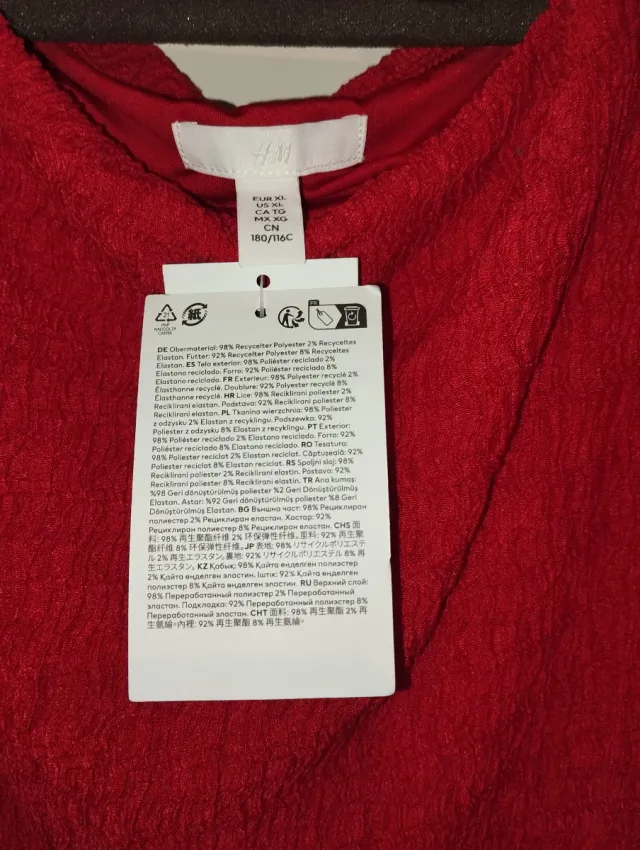 H&M
EUR XL
US XL
CA TG
MX XG
CN
180/116C
21
PAP
RACCOLTA
CARTA
紙
FR
DE Obermaterial: 98% Recycelter Polyester 2% Recyceltes
Elastan. Futter: 92% Recycelter Polyester 8% Recyceltes
Elastan. ES Tela exterior: 98% Poliéster reciclado 2%
Elastano reciclado. Forro: 92% Poliéster reciclado 8%
Elastano reciclado. FR Exterieur: 98% Polyester recyclé 2%
Élasthanne recyclé. Doublure: 92% Polyester recyclé 8%
Élasthanne recyclé. HR Lice: 98% Reciklirani poliester 2%
Reciklirani elastan. Podstava: 92% Reciklirani poliester 8%
Reciklirani elastan. PL Tkanina wierzchnia: 98% Poliester
z odzysku 2% Elastan z recyklingu. Podszewka: 92%
Poliester z odzysku 8% Elastan z recyklingu. PT Exterior:
98% Poliéster reciclado 2% Elastano reciclado. Forro: 92%
Poliéster reciclado 8% Elastano reciclado. RO Tesatura:
98% Poliester reciclat 2% Elastan reciclat. Căptuşeală: 92%
Poliester reciclat 8% Elastan reciclat. RS Spoljni sloj: 98%
Reciklirani poliester 2% Reciklirani elastin. Postava: 92%
Reciklirani poliester 8% Reciklirani elastin. TR Ana kumaş:
%98 Geri dönüştürülmüş polyester %2 Geri Dönüştürülmüş
Elastan. Astar: %92 Geri dönüştürülmüş polyester %8 Geri
Dönüştürülmüş Elastan. BG Външна част: 98%
Рециклиран полиестер 2% Рециклиран еластан. Хастар: 92%
Рециклиран полиестер 8% Рециклиран еластан. CHS 面
料: 98% 再生聚酯纤维 2% 环保弹性纤维。里料: 92% 再生聚
酯纤维 8% 环保弹性纤维。JP 表地: 98% リサイクルポリエステ
ル 2% 再生エラスタン。裏地: 92% リサイクルポリエステル 8% 再
生エラスタン。KZ Қабық: 98% Қайта өңделген полиэстер
2% Қайта өңделген эластин. Іштік: 92% Қайта өңделген
полиэстер 8% Қайта өңделген эластин. RU Верхний слой:
98% Переработанный полиэстер 2% Переработанный
эластан. Подкладка: 92% Переработанный полиэстер 8%
Переработанный эластан. CHT 面料: 98% 再生聚酯 2% 再
生氨綸。內裡: 92% 再生聚酯 8% 再生氨綸。